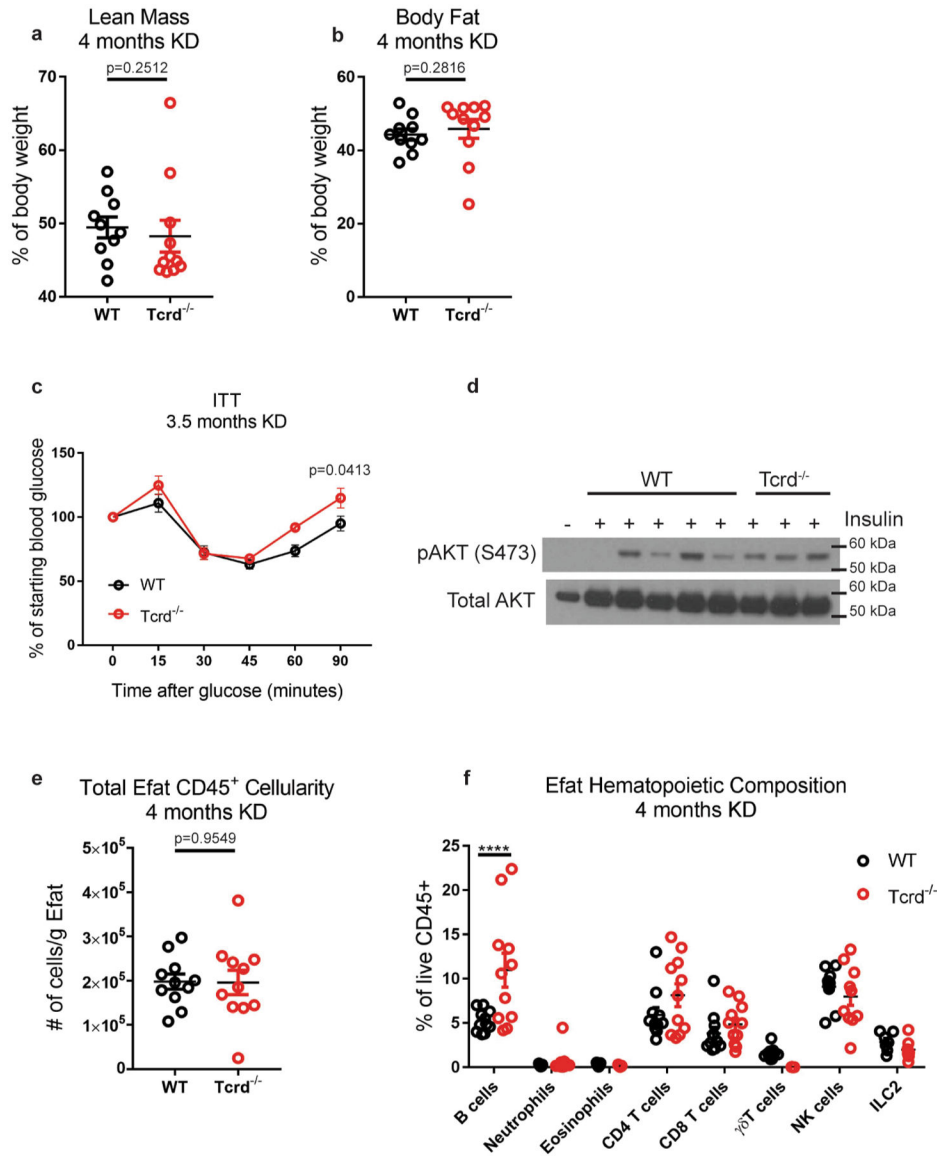 a
Lean Mass
4 months KD
p=0.2512
70
60
50
40
% of body weight
WT
Tcrd-/-
b
Body Fat
4 months KD
p=0.2816
60
40
20
0
% of body weight
WT
Tcrd-/-
c
ITT
3.5 months KD
p=0.0413
150
100
50
0
% of starting blood glucose
WT
Tcrd-/-
0 15 30 45 60 90
Time after glucose (minutes)
d
WT Tcrd-/-
- + + + + + + + + Insulin
pAKT (S473)
60 kDa
50 kDa
Total AKT
60 kDa
50 kDa
e
Total Efat CD45+ Cellularity
4 months KD
p=0.9549
5×10^5
4×10^5
3×10^5
2×10^5
1×10^5
0
# of cells/g Efat
WT
Tcrd-/-
f
Efat Hematopoietic Composition
4 months KD
****
25
20
15
10
5
0
% of live CD45+
WT
Tcrd-/-
B cells
Neutrophils
Eosinophils
CD4 T cells
CD8 T cells
γδT cells
NK cells
ILC2